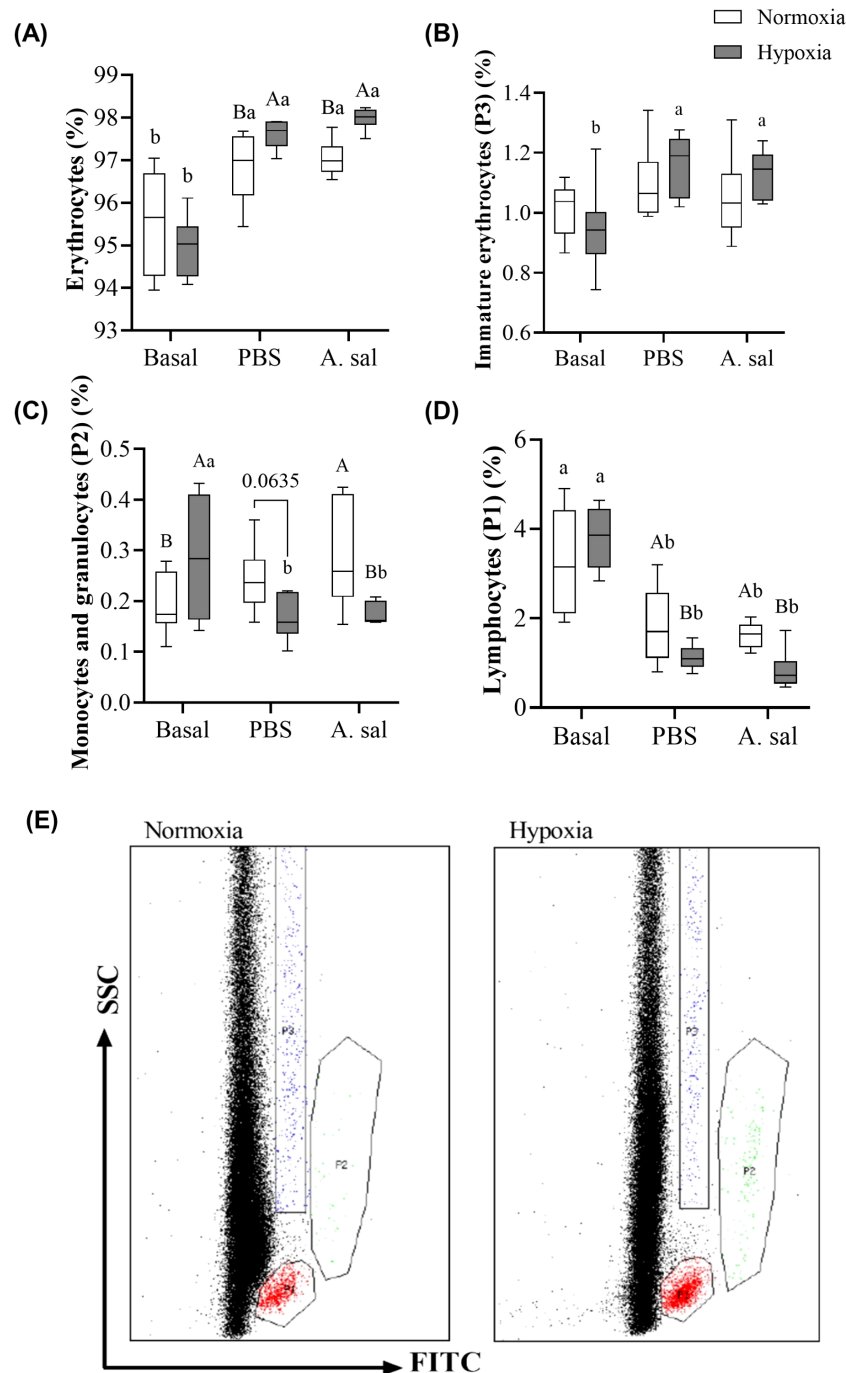 Normoxia
Hypoxia
(A)
Erythrocytes (%)
99
98
97
96
95
94
93
b
b
Ba
Aa
Ba
Aa
Basal
PBS
A. sal
(B)
Immature erythrocytes (P3) (%)
1.4
1.2
1.0
0.8
0.6
b
a
a
Basal
PBS
A. sal
(C)
Monocytes and granulocytes (P2) (%)
0.5
0.4
0.3
0.2
0.1
0.0
B
Aa
0.0635
b
A
Bb
Basal
PBS
A. sal
(D)
Lymphocytes (P1) (%)
6
4
2
0
a
a
Ab
Bb
Ab
Bb
Basal
PBS
A. sal
(E)
Normoxia
P3
P2
P1
Hypoxia
P3
P2
SSC
FITC